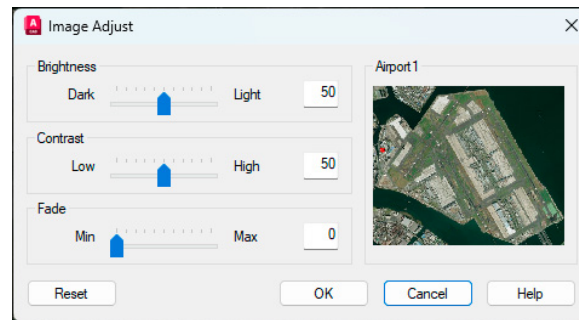 Image Adjust
Brightness
Dark Light 50
Contrast
Low High 50
Fade
Min Max 0
Airport1
Reset OK Cancel Help